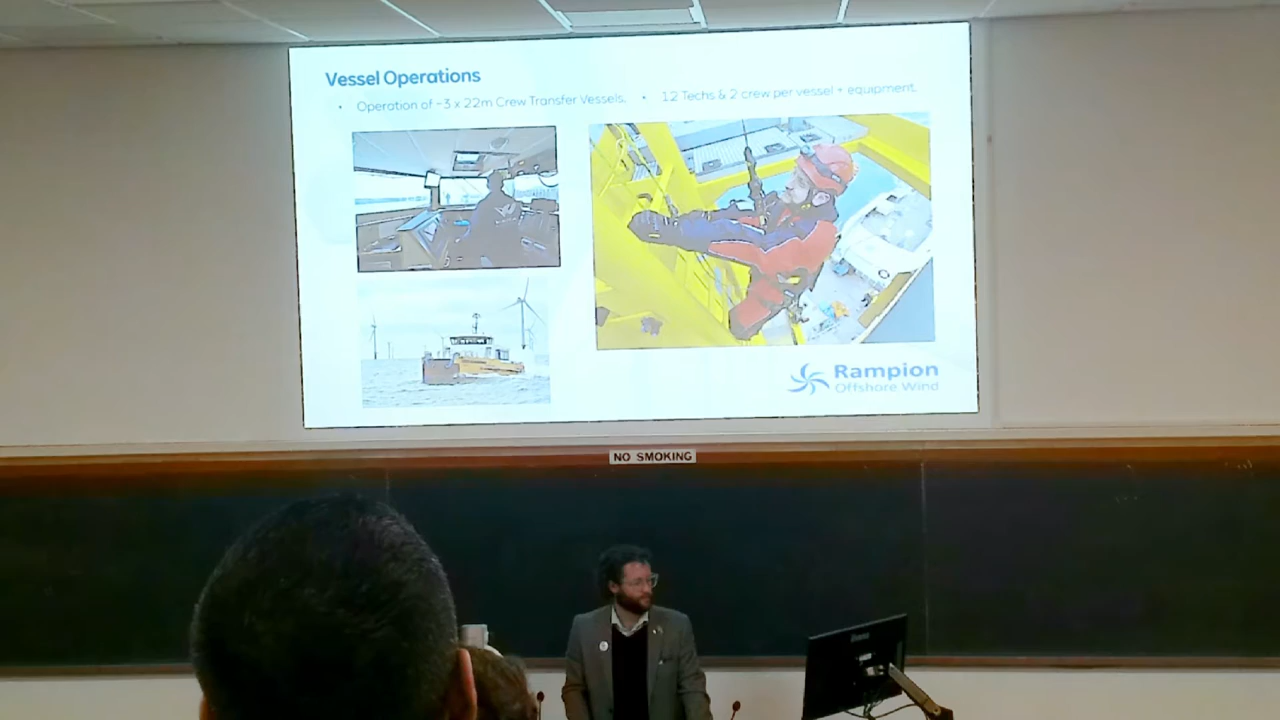 Vessel Operations
• Operation of ~3 x 22m Crew Transfer Vessels.
• 12 Techs & 2 crew per vessel + equipment.
Rampion
Offshore Wind
NO SMOKING